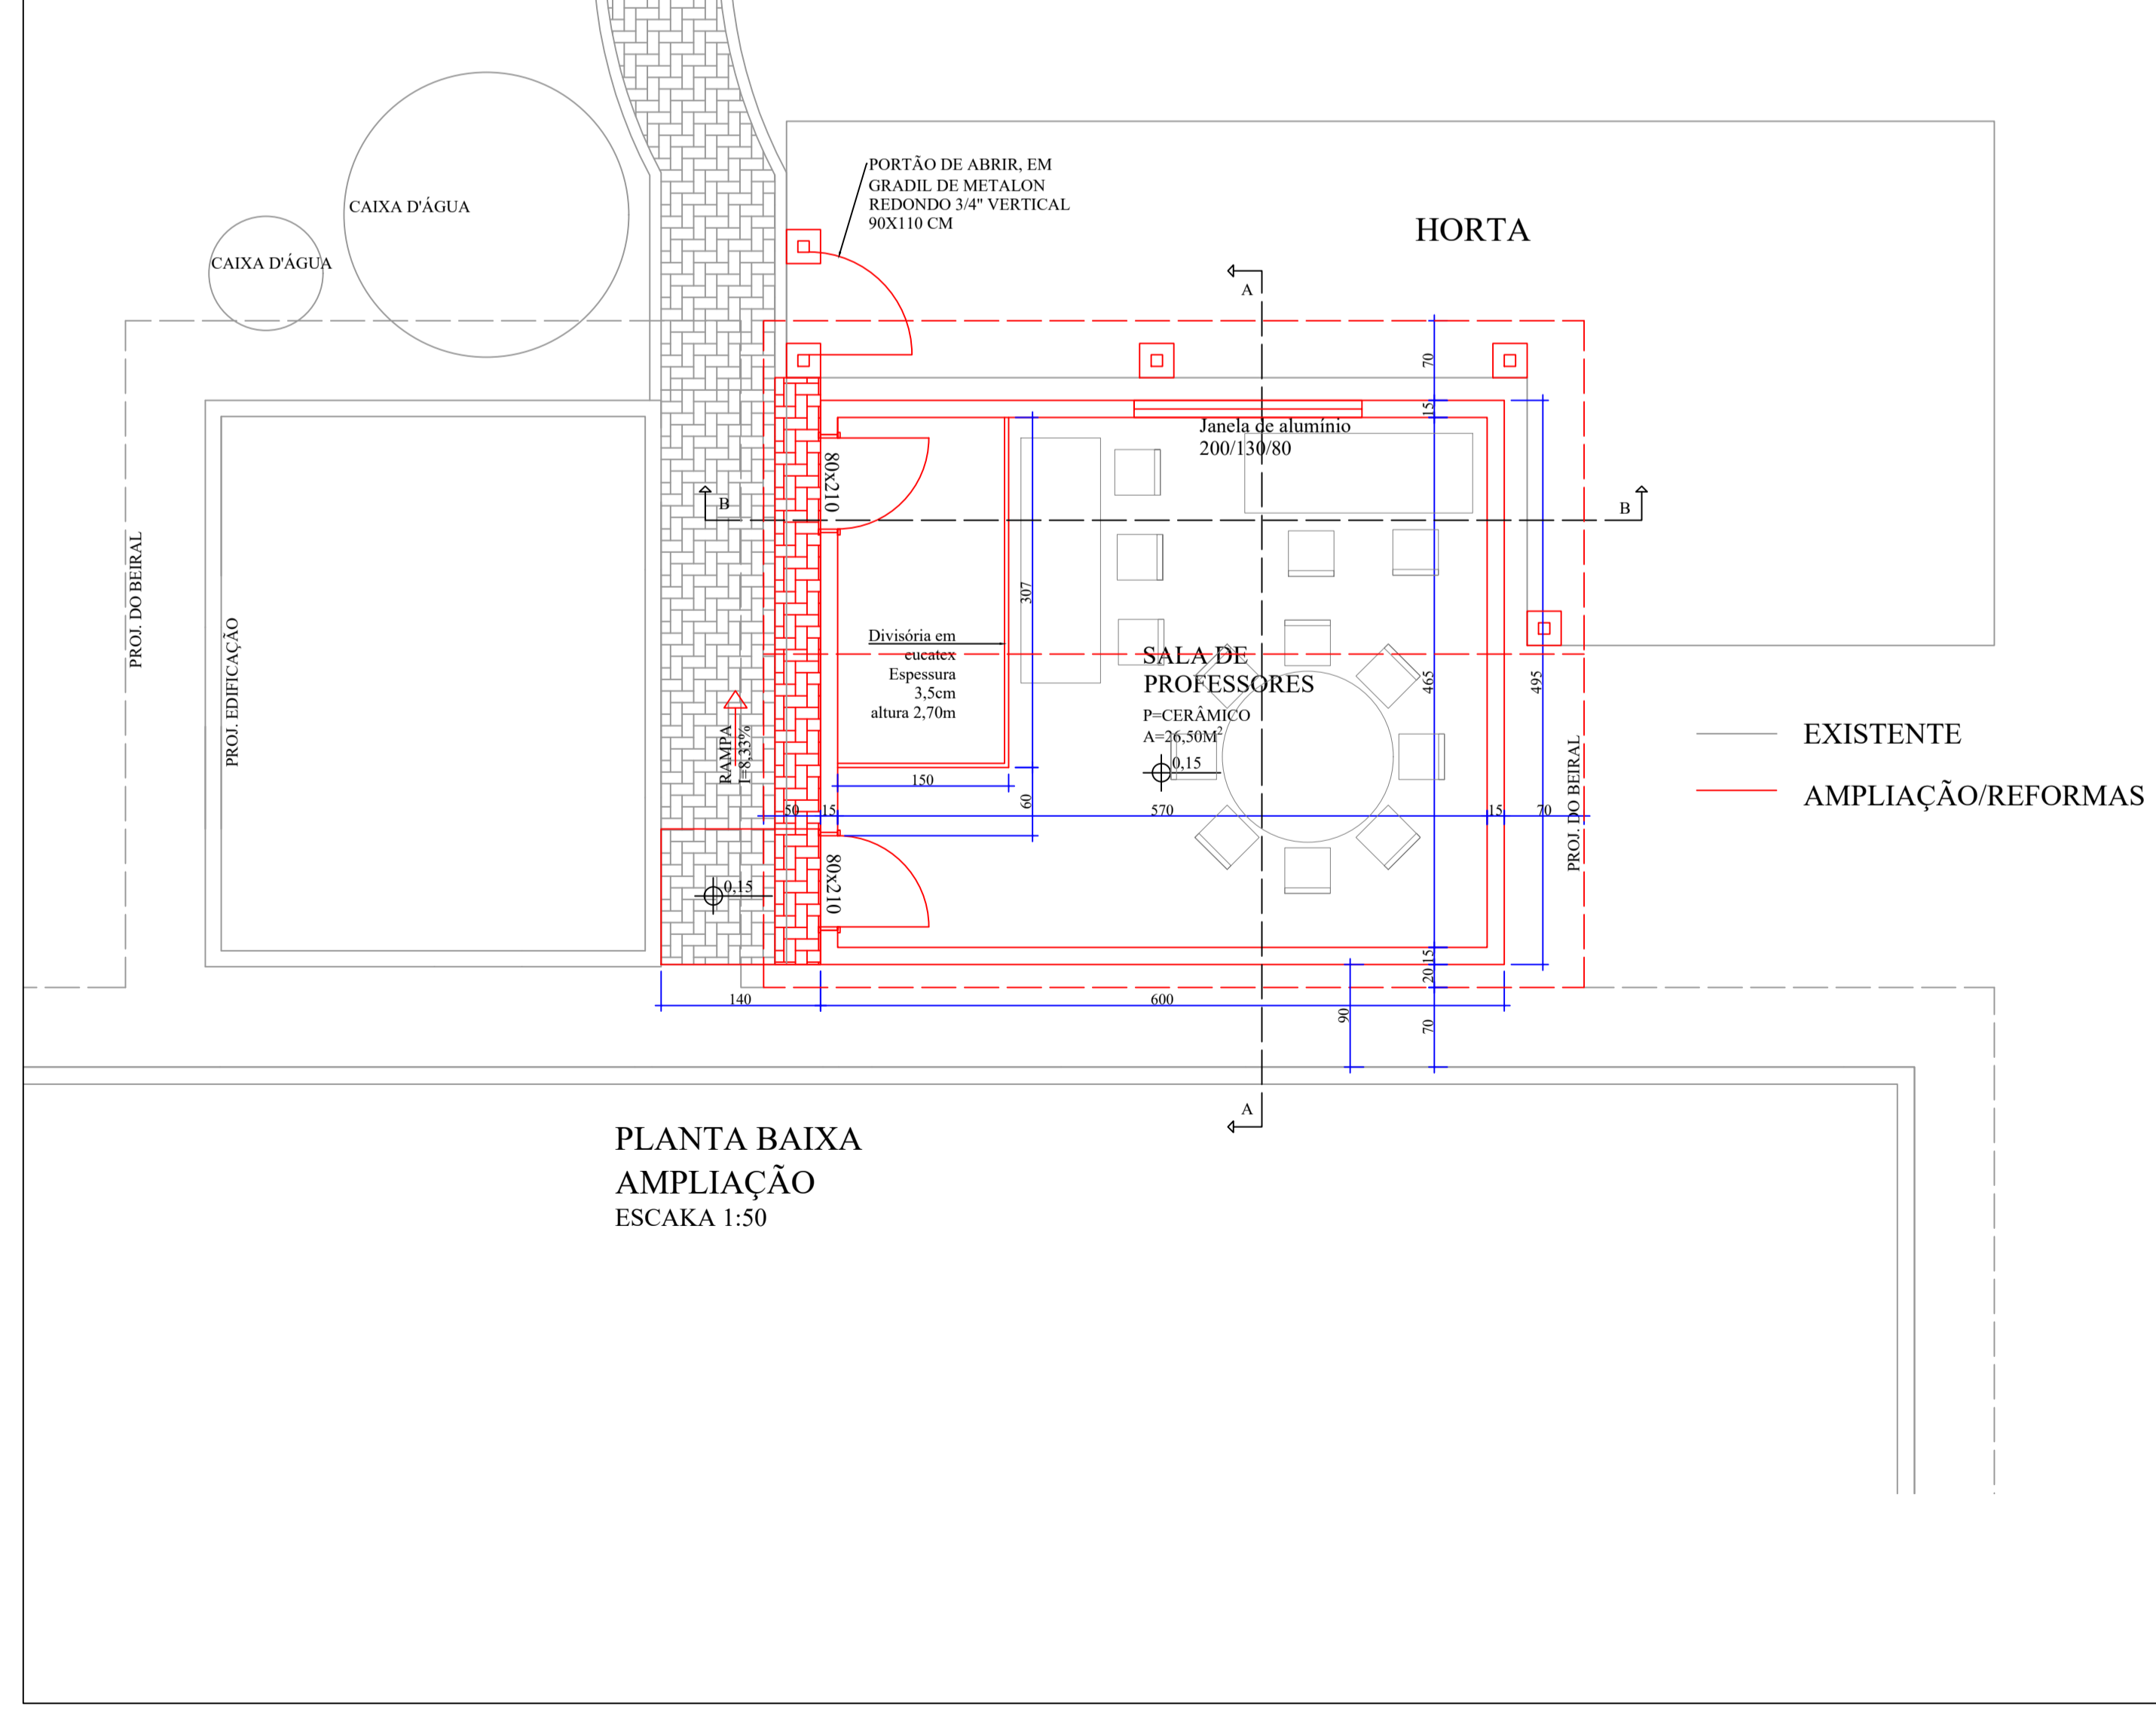 PORTÃO DE ABRIR, EM
GRADIL DE METALON
REDONDO 3/4" VERTICAL
90X110 CM
CAIXA D'ÁGUA
CAIXA D'ÁGUA
HORTA
A
70
15
Janela de alumínio
200/130/80
80x210
B
B
PROJ. DO BEIRAL
PROJ. EDIFICAÇÃO
307
Divisória em
eucatex
Espessura
3,5cm
altura 2,70m
SALA DE
PROFESSORES
P=CERÂMICO
A=26,50M²
0,15
465
495
RAMPA
I=8,33%
150
60
50
15
570
15
70
PROJ. DO BEIRAL
EXISTENTE
AMPLIAÇÃO/REFORMAS
80x210
0,15
15
20
140
600
90
70
A
PLANTA BAIXA
AMPLIAÇÃO
ESCAKA 1:50